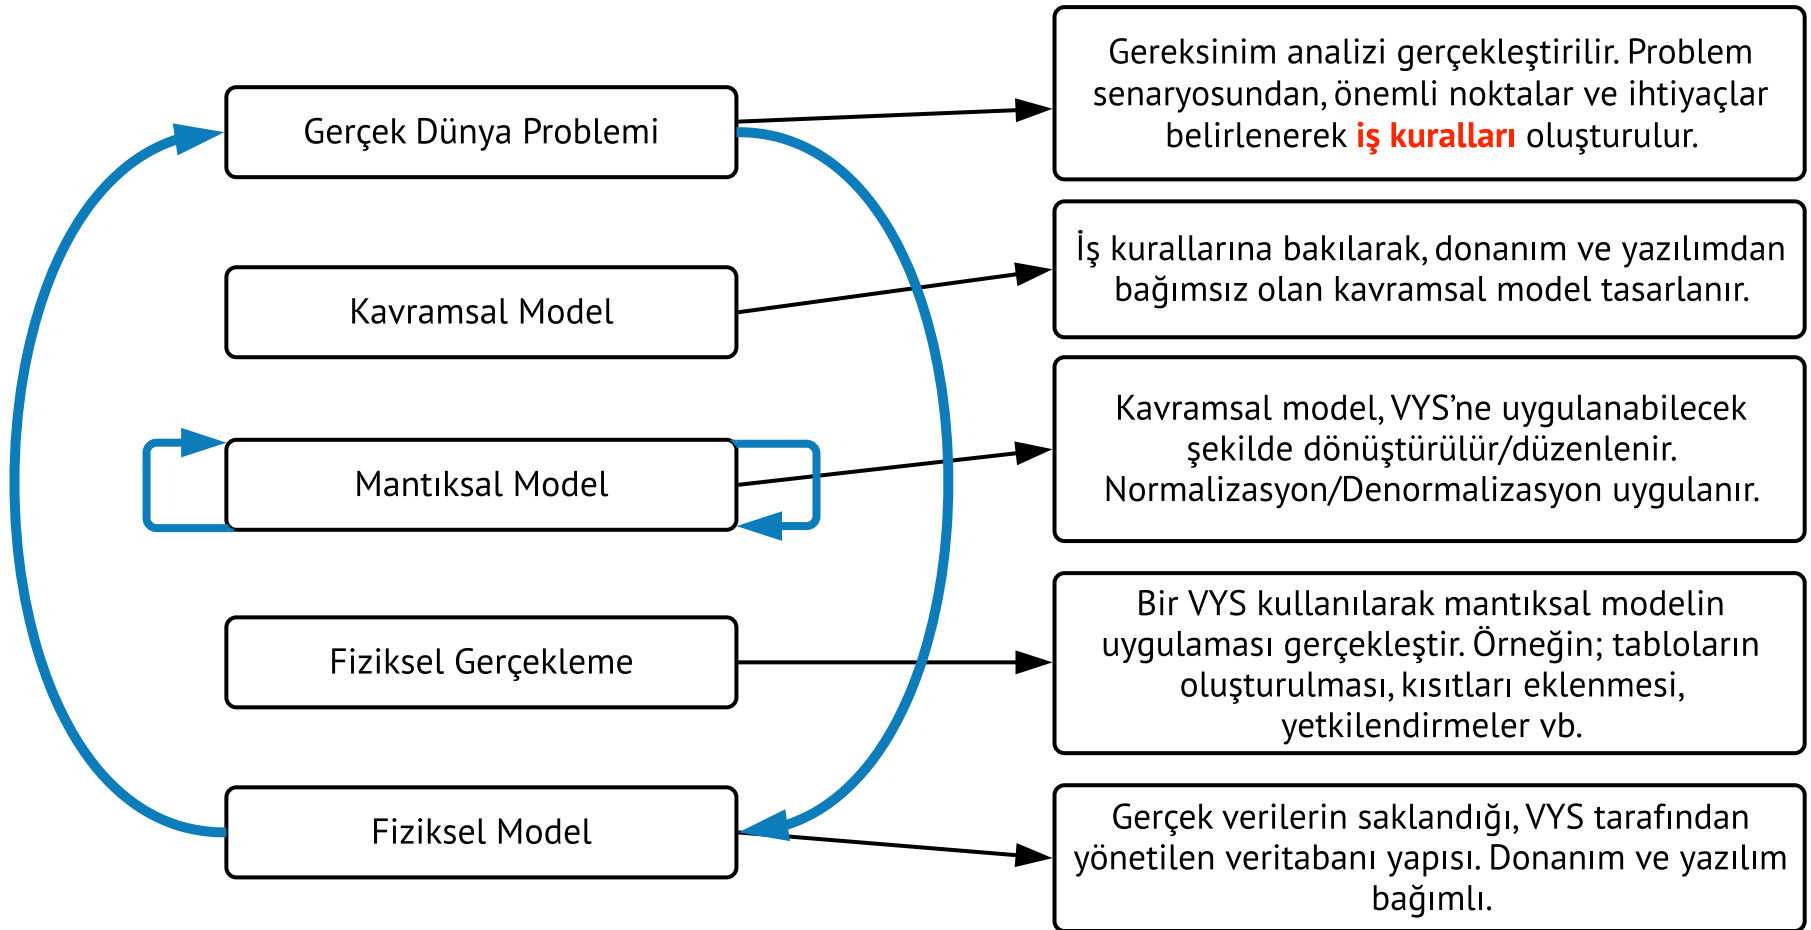 Gerçek Dünya Problemi
Gereksinim analizi gerçekleştirilir. Problem
senaryosundan, önemli noktalar ve ihtiyaçlar
belirlenerek iş kuralları oluşturulur.
Kavramsal Model
İş kurallarına bakılarak, donanım ve yazılımdan
bağımsız olan kavramsal model tasarlanır.
Mantıksal Model
Kavramsal model, VYS’ne uygulanabilecek
şekilde dönüştürülür/düzenlenir.
Normalizasyon/Denormalizasyon uygulanır.
Fiziksel Gerçekleme
Bir VYS kullanılarak mantıksal modelin
uygulaması gerçekleştir. Örneğin; tabloların
oluşturulması, kısıtları eklenmesi,
yetkilendirmeler vb.
Fiziksel Model
Gerçek verilerin saklandığı, VYS tarafından
yönetilen veritabanı yapısı. Donanım ve yazılım
bağımlı.